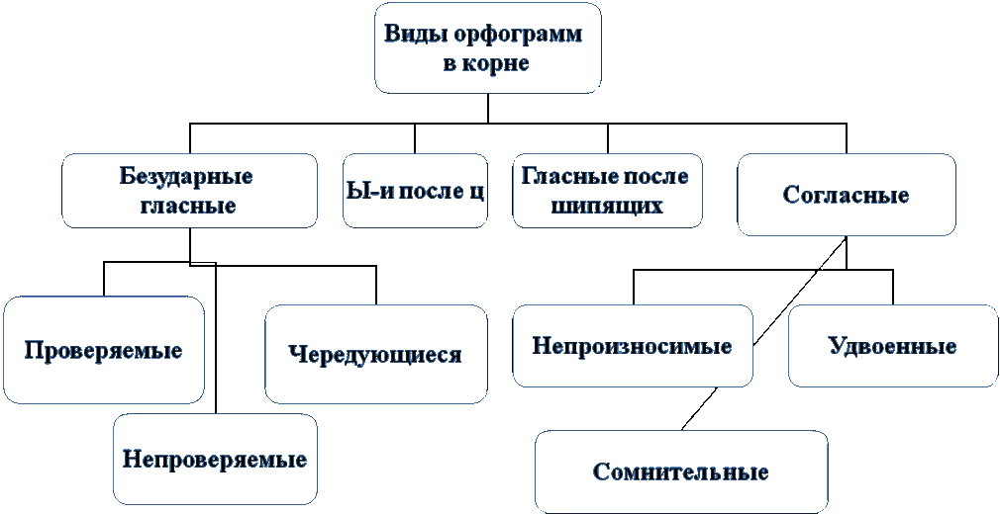 Виды орфограмм
в корне
Безударные
гласные
Ы-и после ц
Гласные после
шипящих
Согласные
Проверяемые
Чередующиеся
Непроизносимые
Удвоенные
Непроверяемые
Сомнительные